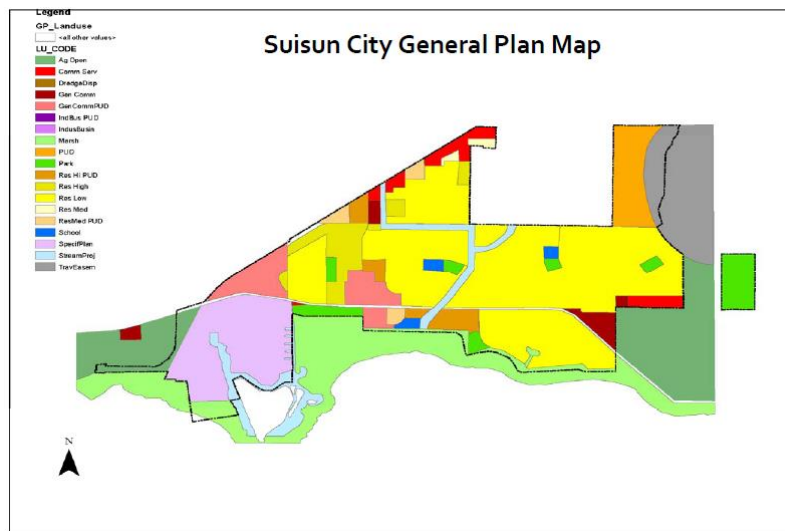 Legend
GP_Landuse
<all other values>
LU_CODE
Ag Open
Comm Serv
DredgeDisp
Gen Comm
GenCommPUD
IndBus PUD
IndusBusin
Marsh
PUD
Park
Res Hi PUD
Res High
Res Low
Res Med
ResMed PUD
School
SpecifPlan
StreamProj
TravEasem
Suisun City General Plan Map
N